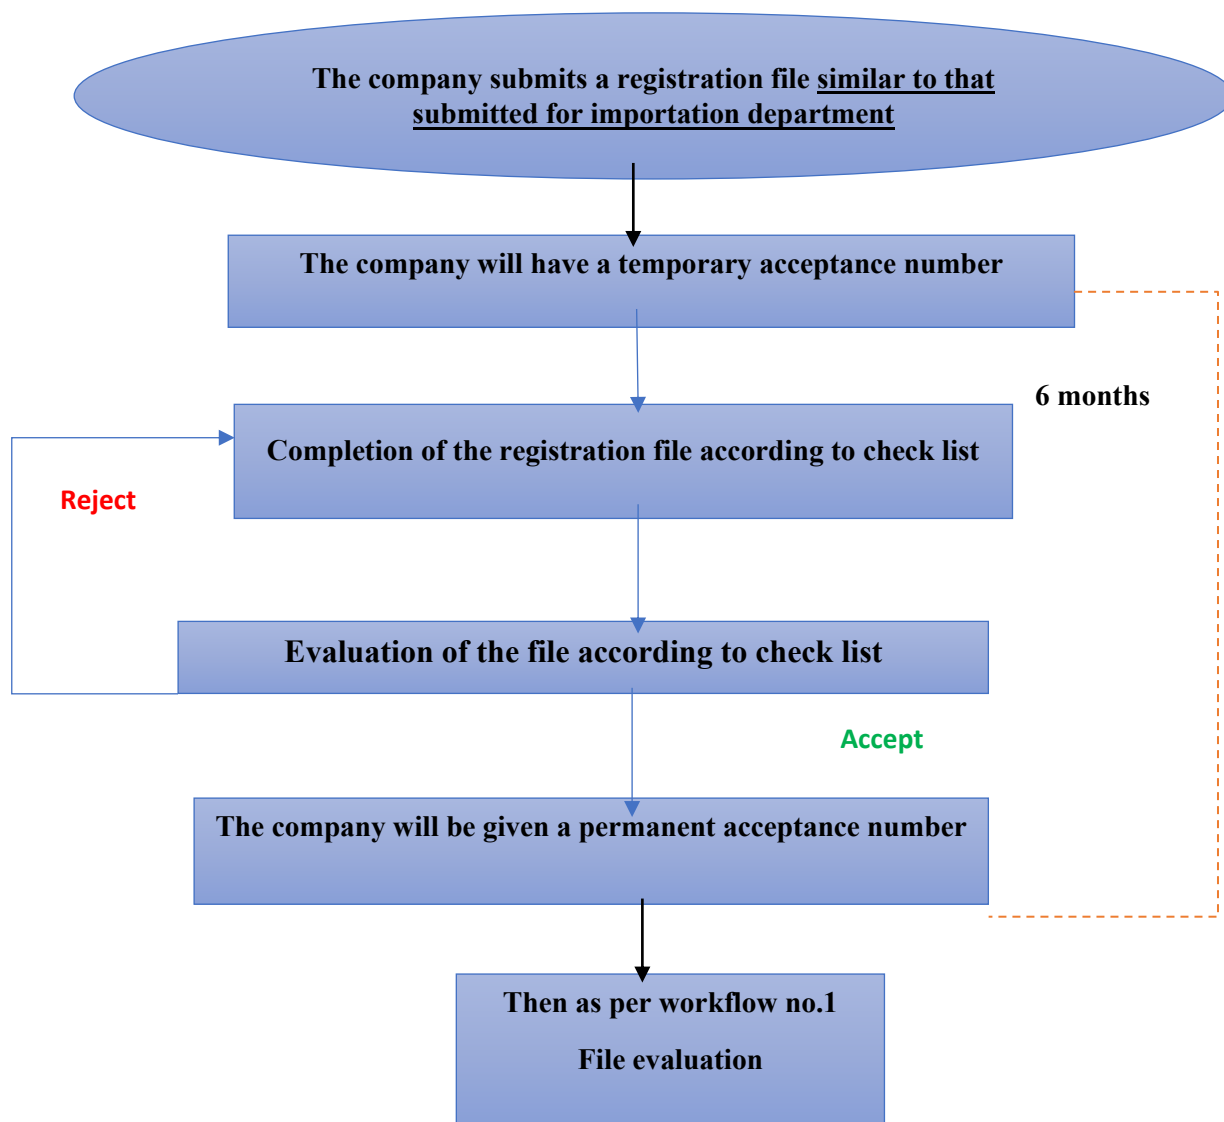 The company submits a registration file similar to that
submitted for importation department
The company will have a temporary acceptance number
6 months
Completion of the registration file according to check list
Reject
Evaluation of the file according to check list
Accept
The company will be given a permanent acceptance number
Then as per workflow no.1
File evaluation